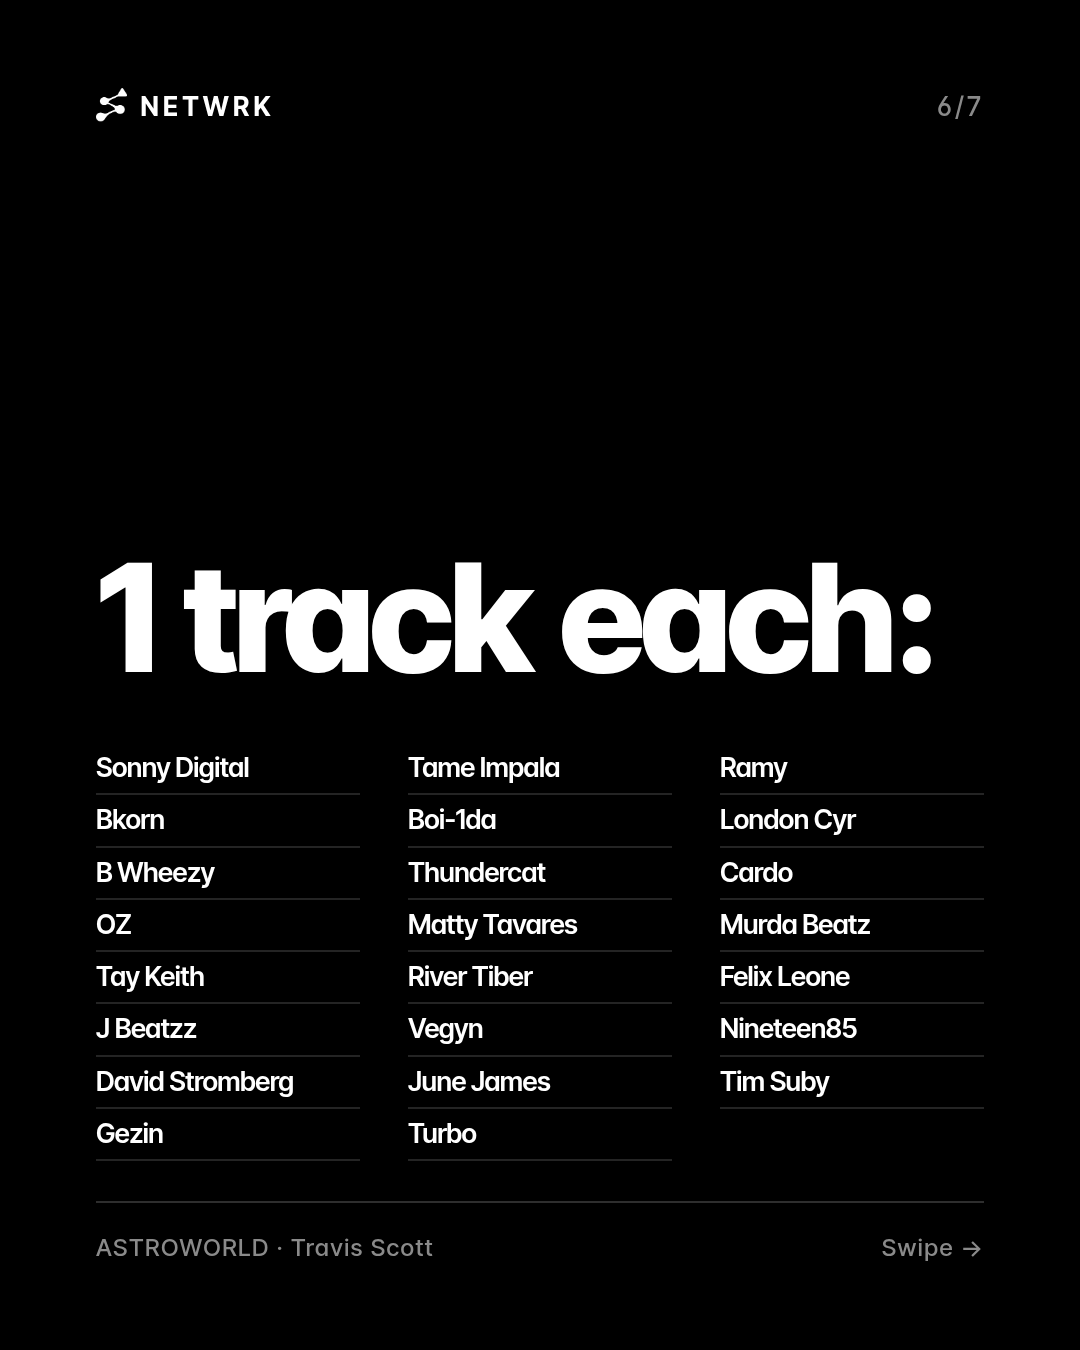 NETWRK
6/7
1 track each:
Sonny Digital
Bkorn
B Wheezy
OZ
Tay Keith
J Beatzz
David Stromberg
Gezin
Tame Impala
Boi-1da
Thundercat
Matty Tavares
River Tiber
Vegyn
June James
Turbo
Ramy
London Cyr
Cardo
Murda Beatz
Felix Leone
Nineteen85
Tim Suby
ASTROWORLD · Travis Scott
Swipe →